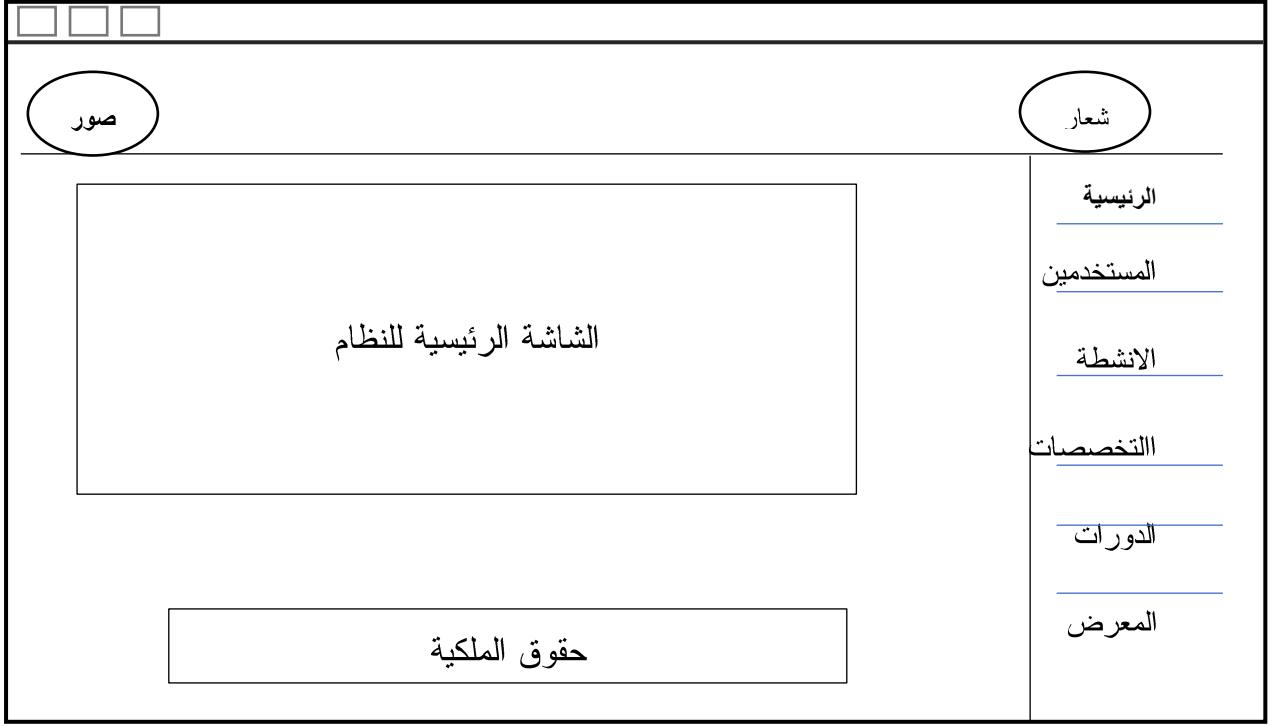 شعار
صور
الرئيسية
المستخدمين
الانشطة
االتخصصات
الدورات
المعرض
الشاشة الرئيسية للنظام
حقوق الملكية